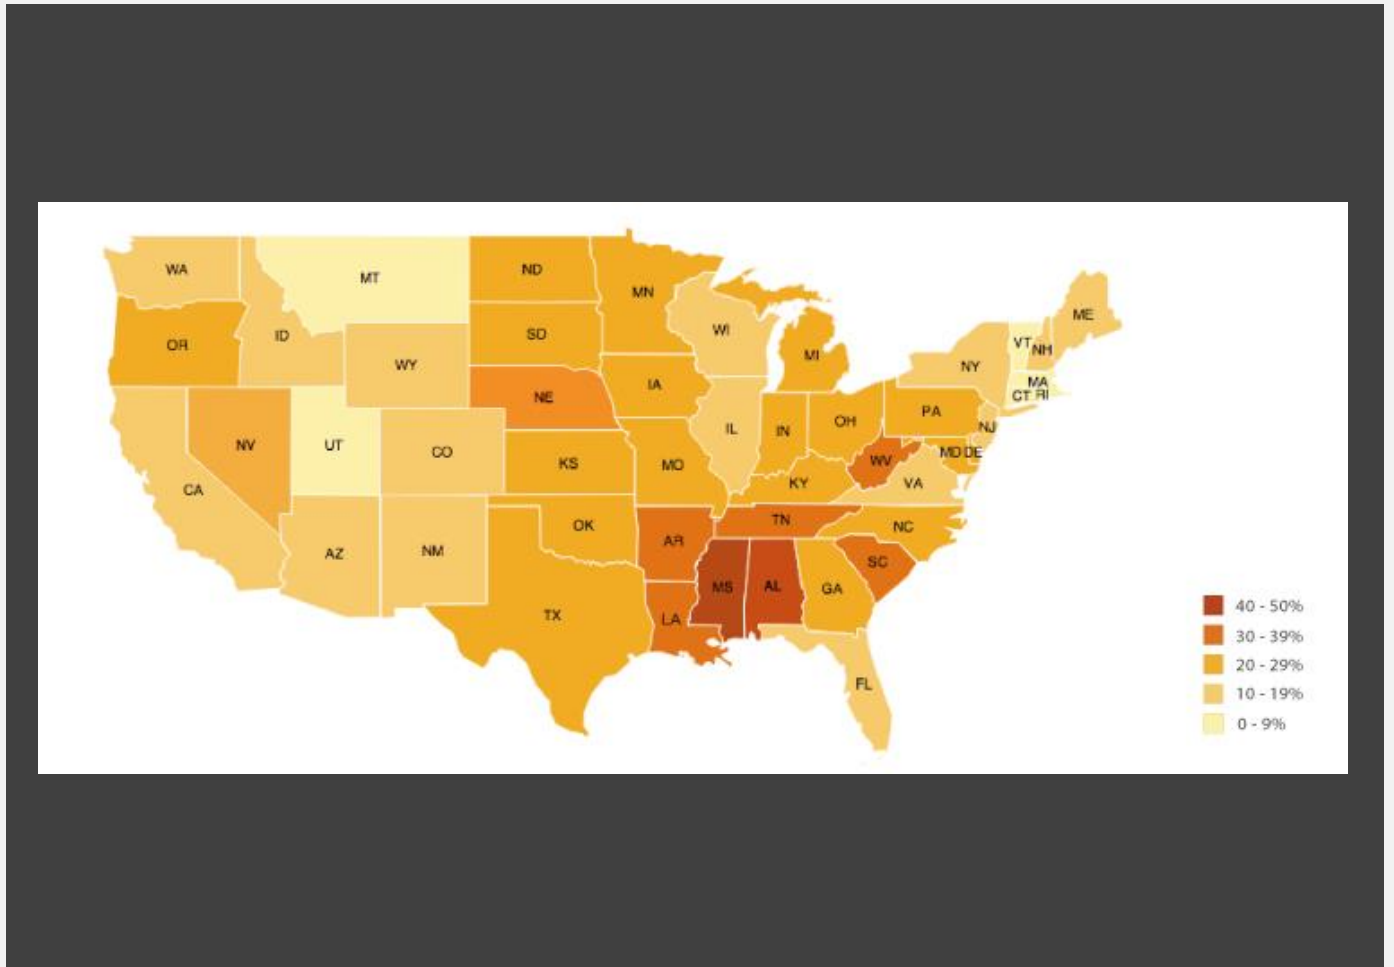 WA
MT
ND
MN
ME
OR
ID
SD
WI
MI
VT
NH
WY
NY
MA
CT RI
NE
IA
PA
NV
UT
CO
IL
IN
OH
NJ
CA
KS
MO
WV
MD DE
KY
VA
AZ
NM
OK
AR
TN
NC
TX
LA
MS
AL
GA
SC
FL
40 - 50%
30 - 39%
20 - 29%
10 - 19%
0 - 9%